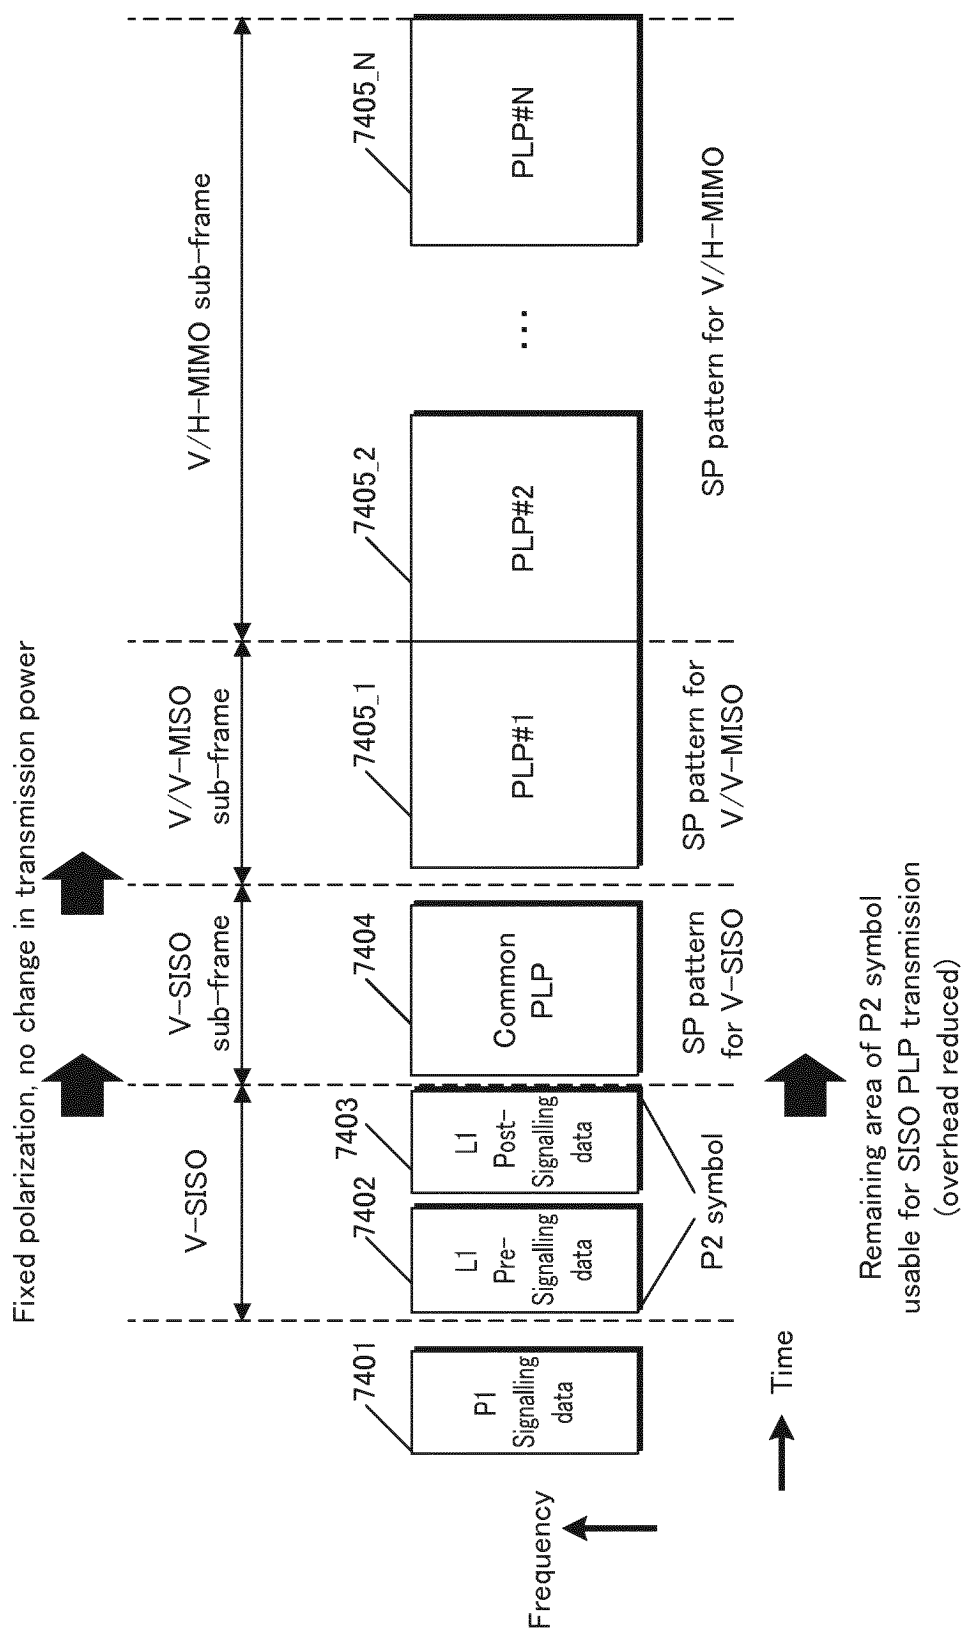 Fixed polarization, no change in transmission power
V-SISO
V-SISO
sub-frame
V/V-MISO
sub-frame
V/H-MIMO sub-frame
7401
7402
7403
7404
7405_1
7405_2
7405_N
P1
Signalling
data
L1
Pre-
Signalling
data
L1
Post-
Signalling
data
Common
PLP
PLP#1
PLP#2
...
PLP#N
P2 symbol
SP pattern
for V-SISO
SP pattern for
V/V-MISO
SP pattern for V/H-MIMO
Frequency
Time
Remaining area of P2 symbol
usable for SISO PLP transmission
(overhead reduced)